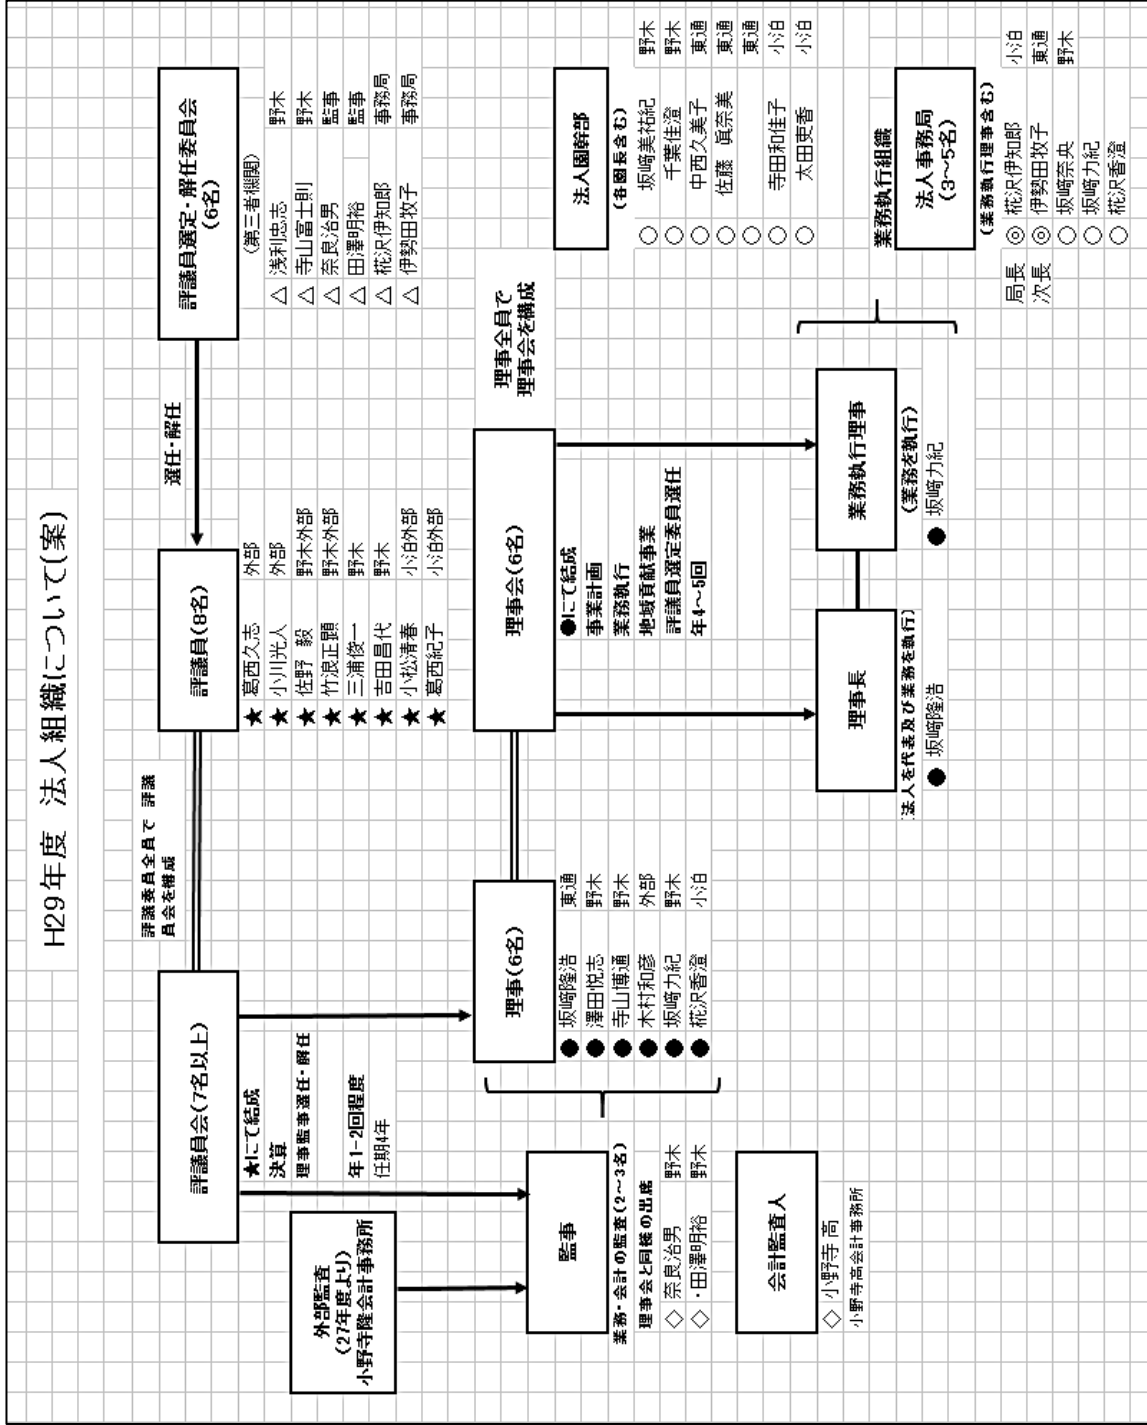 H29年度　法人組織について(案)
評議委員全員で　評議
員会を構成
選任・解任
評議員会(7名以上)
★にて結成
決算
理事監事選任・解任
年1-2回程度
任期4年
評議員(8名)
★ 葛西久志 外部
★ 小川光人 外部
★ 佐野　毅 野木外部
★ 竹浪正顕 野木外部
★ 三浦俊一 野木
★ 吉田昌代 野木
★ 小松清春 小泊外部
★ 葛西紀子 小泊外部
評議員選定・解任委員会
(6名)
(第三者機関)
△ 浅利忠志 野木
△ 寺山富士則 野木
△ 奈良治男 監事
△ 田澤明裕 監事
△ 椛沢伊知郎 事務局
△ 伊勢田牧子 事務局
外部監査
(27年度より)
小野寺隆会計事務所
監事
業務・会計の監査(2〜3名)
理事会と同様の出席
◇ 奈良治男 野木
◇ ・田澤明裕 野木
会計監査人
◇ 小野寺 高
小野寺高会計事務所
理事(6名)
● 坂﨑隆浩 東通
● 澤田悦志 野木
● 寺山博通 野木
● 木村和彦 外部
● 坂﨑力紀 野木
● 椛沢香澄 小泊
理事会(6名)
●にて結成
事業計画
業務執行
地域貢献事業
評議員選定委員選任
年4〜5回
理事全員で
理事会を構成
理事長
(法人を代表及び業務を執行)
● 坂﨑隆浩
業務執行理事
(業務を執行)
● 坂﨑力紀
法人園幹部
(各園長含む)
○ 坂﨑美祐紀 野木
○ 千葉佳澄 野木
○ 中西久美子 東通
○ 佐藤　眞奈美 東通
東通
○ 寺田和佳子 小泊
○ 太田吏香 小泊
業務執行組織
法人事務局
(3〜5名)
(業務執行理事含む)
局長 ◎ 椛沢伊知郎 小泊
次長 ◎ 伊勢田牧子 東通
○ 坂﨑奈央 野木
○ 坂﨑力紀
○ 椛沢香澄